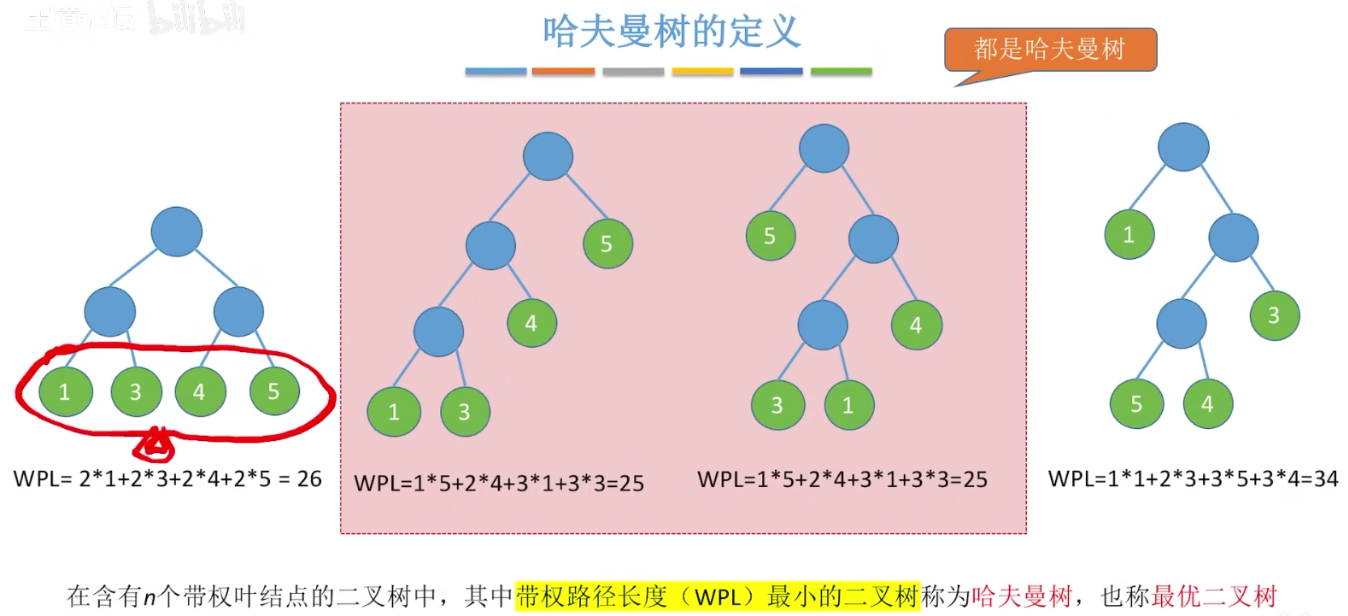 bilibili
哈夫曼树的定义
都是哈夫曼树
1 3 4 5
WPL= 2*1+2*3+2*4+2*5 = 26
5
4
1 3
WPL=1*5+2*4+3*1+3*3=25
5
4
3 1
WPL=1*5+2*4+3*1+3*3=25
1
3
5 4
WPL=1*1+2*3+3*5+3*4=34
在含有n个带权叶结点的二叉树中，其中带权路径长度（WPL）最小的二叉树称为哈夫曼树，也称最优二叉树